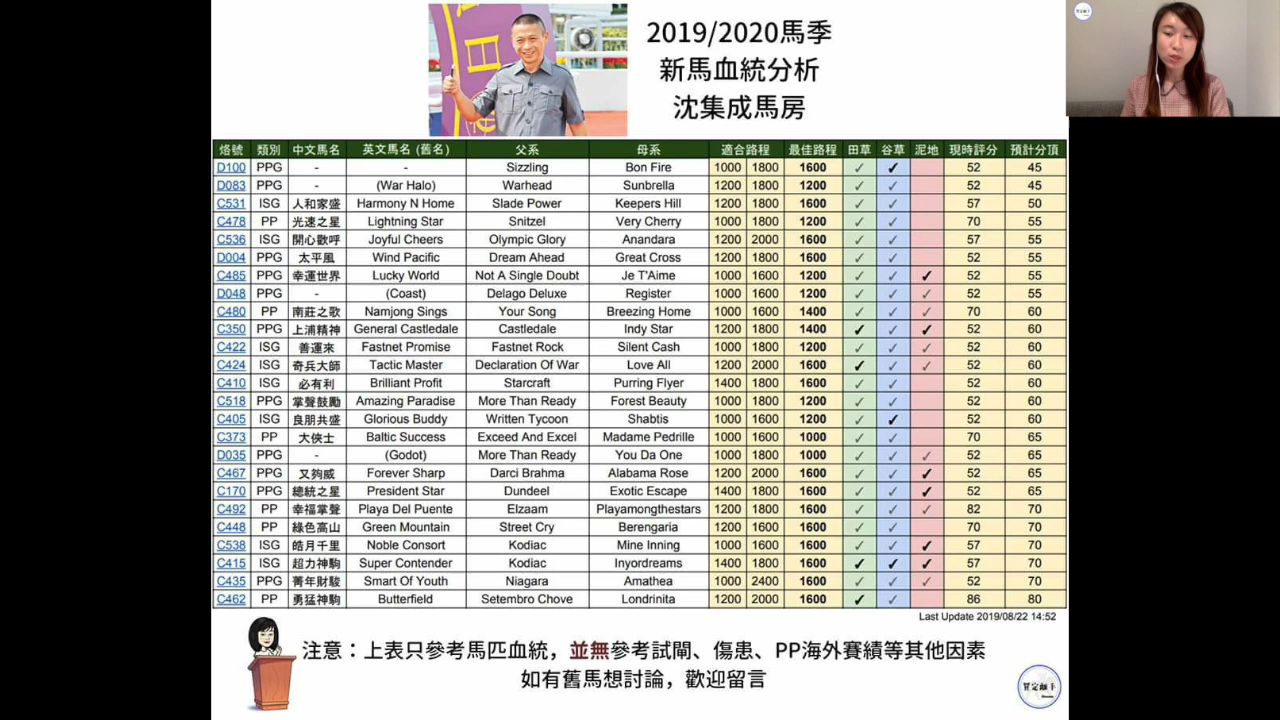 2019/2020馬季
新馬血統分析
沈集成馬房
烙號 類別 中文馬名 英文馬名 (舊名) 父系 母系 適合路程 最佳路程 田草 谷草 泥地 現時評分 預計分頂
D100 PPG - - Sizzling Bon Fire 1000 1800 1600 ✓ ✓ 52 45
D083 PPG - (War Halo) Warhead Sunbrella 1200 1800 1200 ✓ ✓ 52 45
C531 ISG 人和家盛 Harmony N Home Slade Power Keepers Hill 1200 1800 1600 ✓ ✓ 57 50
C478 PP 光速之星 Lightning Star Snitzel Very Cherry 1000 1800 1200 ✓ ✓ 70 55
C536 ISG 開心歡呼 Joyful Cheers Olympic Glory Anandara 1200 2000 1600 ✓ ✓ 57 55
D004 PPG 太平風 Wind Pacific Dream Ahead Great Cross 1200 1800 1600 ✓ ✓ 52 55
C485 PPG 幸運世界 Lucky World Not A Single Doubt Je T'Aime 1000 1600 1200 ✓ ✓ ✓ 52 55
D048 PPG - (Coast) Delago Deluxe Register 1000 1600 1200 ✓ ✓ ✓ 52 55
C480 PP 南莊之歌 Namjong Sings Your Song Breezing Home 1000 1600 1400 ✓ ✓ ✓ 70 60
C350 PPG 上浦精神 General Castledale Castledale Indy Star 1200 1800 1400 ✓ ✓ ✓ 52 60
C422 ISG 善運來 Fastnet Promise Fastnet Rock Silent Cash 1000 1800 1200 ✓ ✓ ✓ 52 60
C424 ISG 奇兵大師 Tactic Master Declaration Of War Love All 1200 2000 1600 ✓ ✓ ✓ 52 60
C410 ISG 必有利 Brilliant Profit Starcraft Purring Flyer 1400 1800 1600 ✓ ✓ 52 60
C518 PPG 掌聲鼓勵 Amazing Paradise More Than Ready Forest Beauty 1000 1800 1200 ✓ ✓ 52 60
C405 ISG 良朋共盛 Glorious Buddy Written Tycoon Shabtis 1000 1600 1200 ✓ ✓ 52 60
C373 PP 大俠士 Baltic Success Exceed And Excel Madame Pedrille 1000 1600 1000 ✓ ✓ 70 65
D035 PPG - (Godot) More Than Ready You Da One 1000 1800 1000 ✓ ✓ ✓ 52 65
C467 PPG 又夠威 Forever Sharp Darci Brahma Alabama Rose 1200 2000 1600 ✓ ✓ ✓ 52 65
C170 PPG 總統之星 President Star Dundeel Exotic Escape 1400 1800 1600 ✓ ✓ ✓ 52 65
C492 PP 幸福掌聲 Playa Del Puente Elzaam Playamongthestars 1200 1800 1600 ✓ ✓ ✓ 82 70
C448 PP 綠色高山 Green Mountain Street Cry Berengaria 1200 1600 1600 ✓ ✓ 70 70
C538 ISG 皓月千里 Noble Consort Kodiac Mine Inning 1000 1600 1600 ✓ ✓ ✓ 57 70
C415 ISG 超力神駒 Super Contender Kodiac Inyordreams 1400 1800 1600 ✓ ✓ ✓ 57 70
C435 PPG 菁年財駿 Smart Of Youth Niagara Amathea 1000 2400 1600 ✓ ✓ ✓ 52 70
C462 PP 勇猛神駒 Butterfield Setembro Chove Londrinita 1200 2000 1600 ✓ ✓ 86 80
Last Update 2019/08/22 14:52
注意：上表只參考馬匹血統，並無參考試閘、傷患、PP海外賽績等其他因素
如有舊馬想討論，歡迎留言